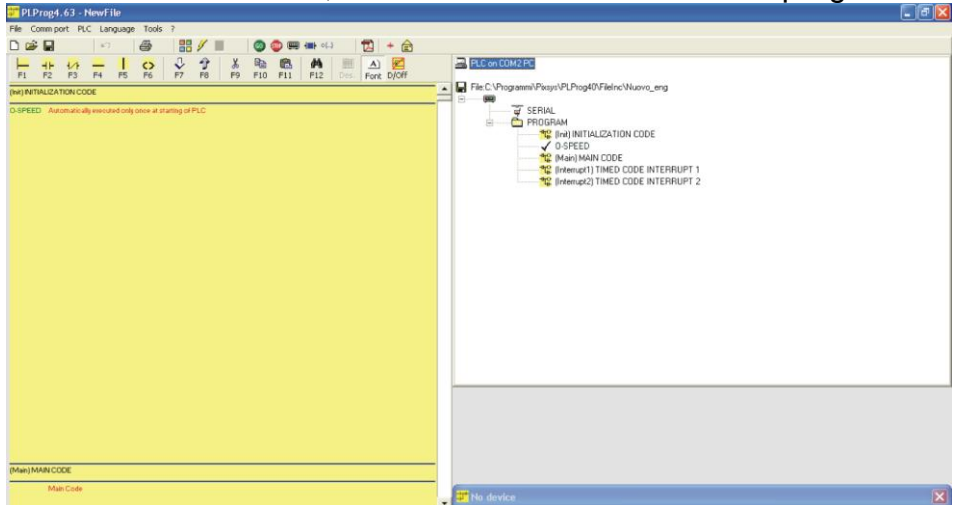 PLProg4.63 - NewFile
File Comm port PLC Language Tools ?
F1 F2 F3 F4 F5 F6 F7 F8 F9 F10 F11 F12 Des. Font D/Off
(Init) INITIALIZATION CODE
0-SPEED: Automatically executed only once at starting of PLC
(Main) MAIN CODE
Main Code
PLC on COM2 PC
File:C:\Programmi\Pixsys\PLProg40\FileInc\Nuovo_eng
SERIAL
PROGRAM
(Init) INITIALIZATION CODE
0-SPEED
(Main) MAIN CODE
(Interrupt1) TIMED CODE INTERRUPT 1
(Interrupt2) TIMED CODE INTERRUPT 2
No device